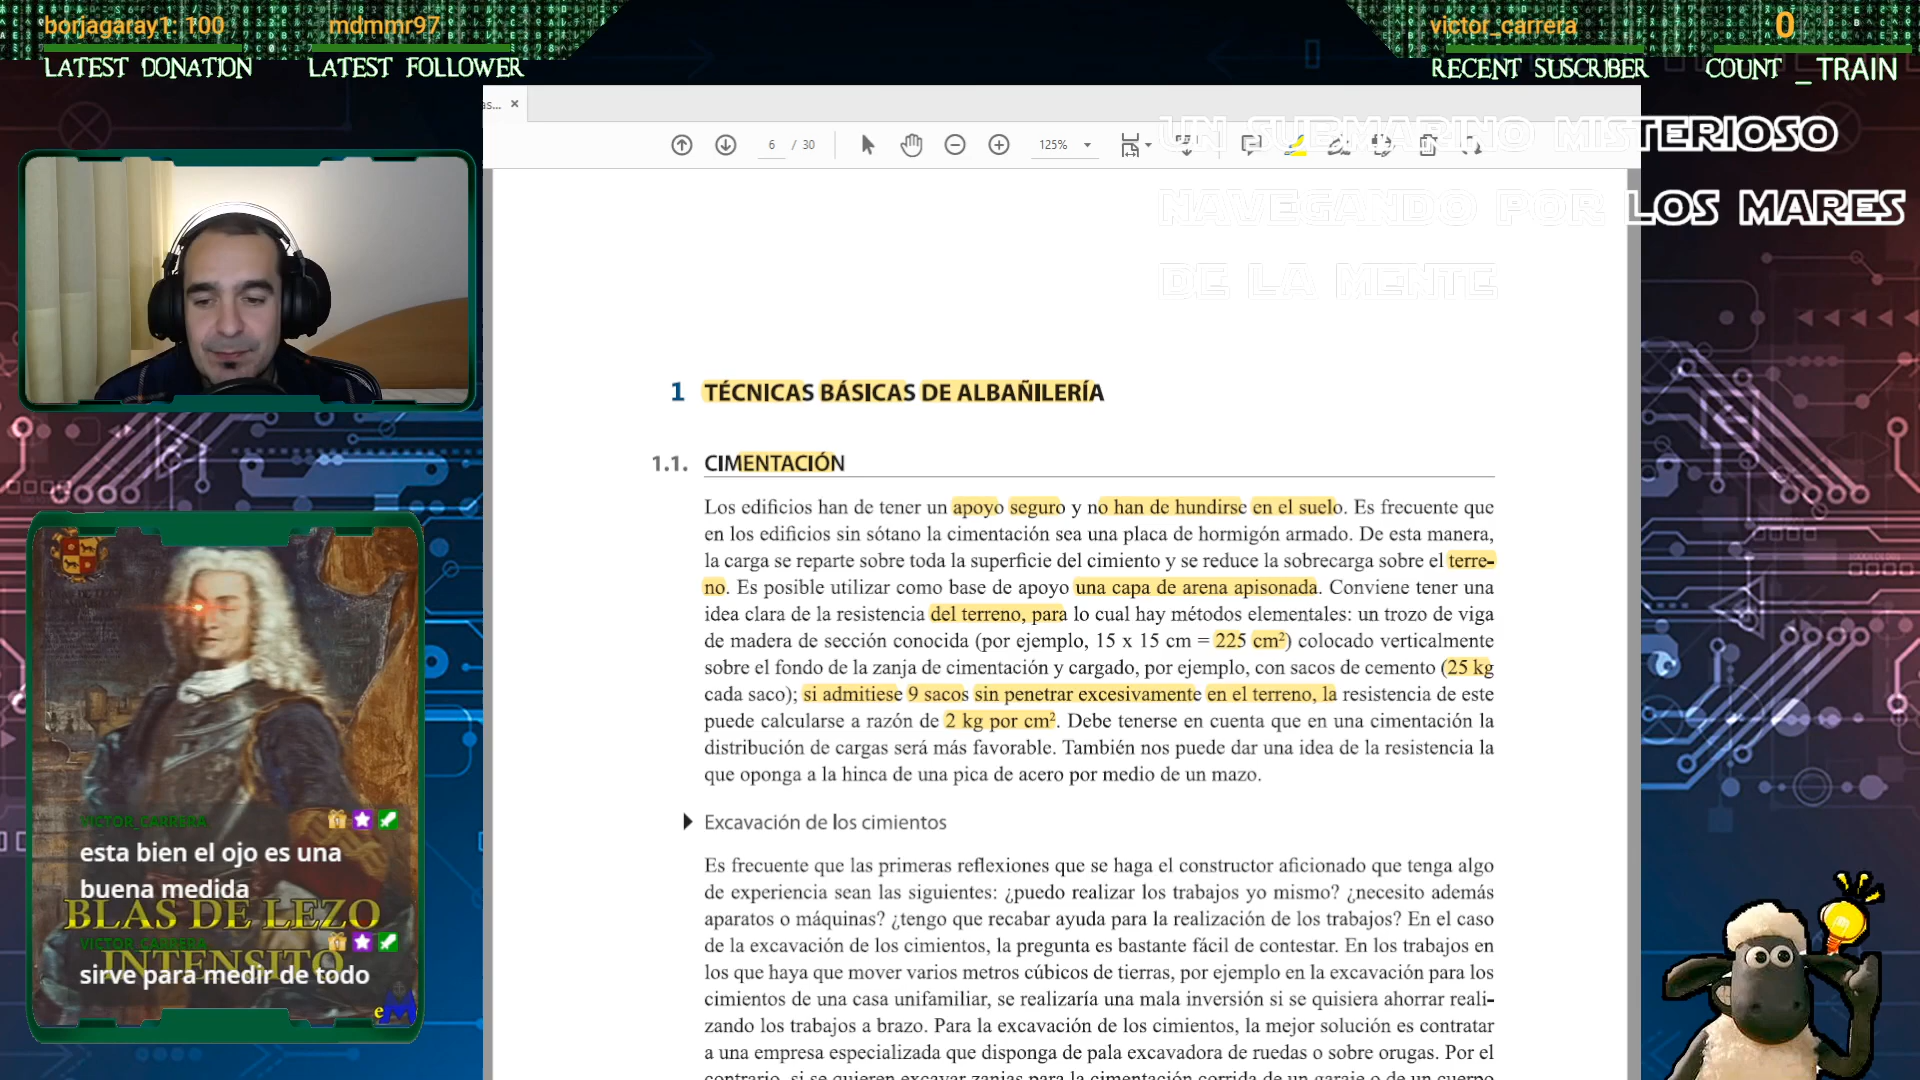 borjagaray1: 100
mdmmr97
LATEST DONATION
LATEST FOLLOWER
victor_carrera
0
RECENT SUSCRIBER
COUNT _TRAIN
as...
6 / 30
125%
UN SUBMARINO MISTERIOSO
NAVEGANDO POR LOS MARES
DE LA MENTE
1 TÉCNICAS BÁSICAS DE ALBAÑILERÍA
1.1. CIMENTACIÓN
Los edificios han de tener un apoyo seguro y no han de hundirse en el suelo. Es frecuente que
en los edificios sin sótano la cimentación sea una placa de hormigón armado. De esta manera,
la carga se reparte sobre toda la superficie del cimiento y se reduce la sobrecarga sobre el terre-
no. Es posible utilizar como base de apoyo una capa de arena apisonada. Conviene tener una
idea clara de la resistencia del terreno, para lo cual hay métodos elementales: un trozo de viga
de madera de sección conocida (por ejemplo, 15 x 15 cm = 225 cm²) colocado verticalmente
sobre el fondo de la zanja de cimentación y cargado, por ejemplo, con sacos de cemento (25 kg
cada saco); si admitiese 9 sacos sin penetrar excesivamente en el terreno, la resistencia de este
puede calcularse a razón de 2 kg por cm². Debe tenerse en cuenta que en una cimentación la
distribución de cargas será más favorable. También nos puede dar una idea de la resistencia la
que oponga a la hinca de una pica de acero por medio de un mazo.
Excavación de los cimientos
Es frecuente que las primeras reflexiones que se haga el constructor aficionado que tenga algo
de experiencia sean las siguientes: ¿puedo realizar los trabajos yo mismo? ¿necesito además
aparatos o máquinas? ¿tengo que recabar ayuda para la realización de los trabajos? En el caso
de la excavación de los cimientos, la pregunta es bastante fácil de contestar. En los trabajos en
los que haya que mover varios metros cúbicos de tierras, por ejemplo en la excavación para los
cimientos de una casa unifamiliar, se realizaría una mala inversión si se quisiera ahorrar reali-
zando los trabajos a brazo. Para la excavación de los cimientos, la mejor solución es contratar
a una empresa especializada que disponga de pala excavadora de ruedas o sobre orugas. Por el
contrario, si se quieren excavar zanjas para la cimentación corrida de un garaje o de un cuerpo
VICTOR_CARRERA
esta bien el ojo es una
buena medida
BLAS DE LEZO
VICTOR_CARRERA
INTENSITO
sirve para medir de todo
eM